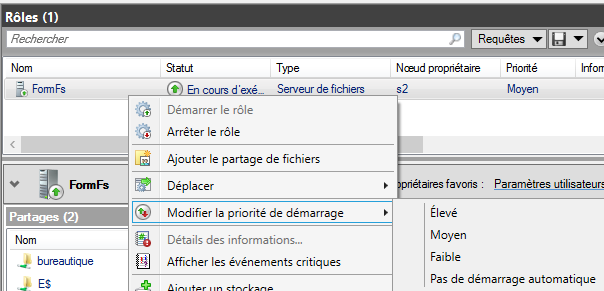 Rôles (1)
Rechercher
Requêtes
Nom Statut Type Nœud propriétaire Priorité Inform
FormFs En cours d'exé... Serveur de fichiers s2 Moyen
Démarrer le rôle
Arrêter le rôle
Ajouter le partage de fichiers
Déplacer
Modifier la priorité de démarrage
Détails des informations...
Afficher les événements critiques
Ajouter un stockage
Élevé
Moyen
Faible
Pas de démarrage automatique
FormFs
opriétaires favoris : Paramètres utilisateurs
Partages (2)
Nom
bureautique
E$